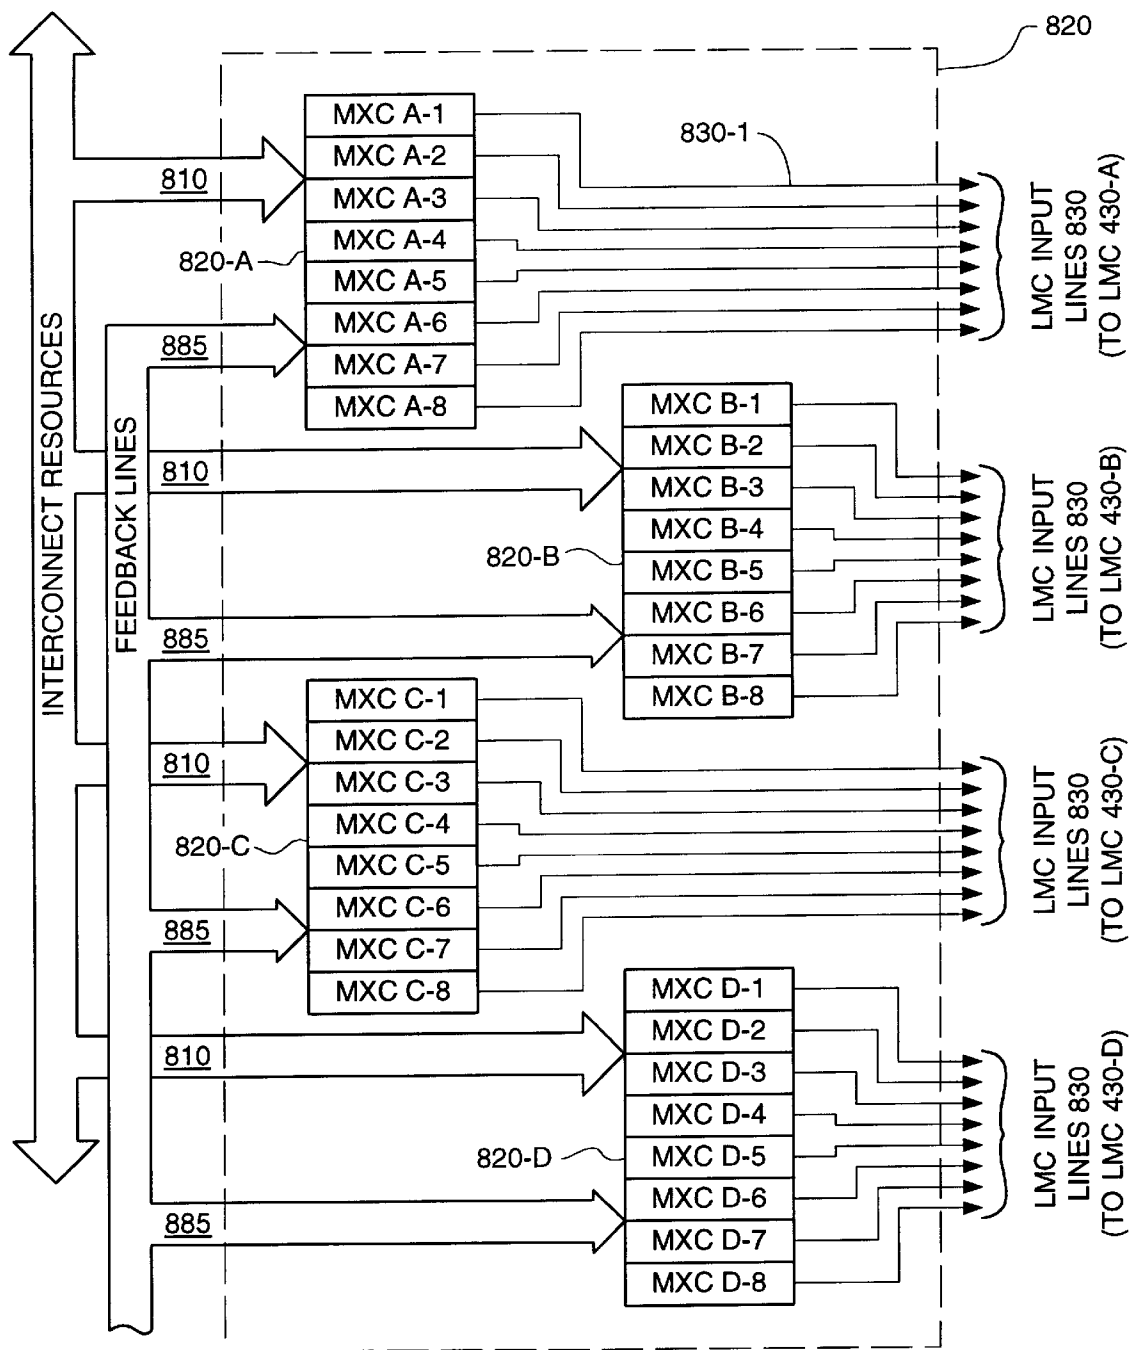 820
MXC A-1
MXC A-2
MXC A-3
MXC A-4
MXC A-5
MXC A-6
MXC A-7
MXC A-8
810
820-A
885
830-1
LMC INPUT
LINES 830
(TO LMC 430-A)
INTERCONNECT RESOURCES
FEEDBACK LINES
MXC B-1
MXC B-2
MXC B-3
MXC B-4
MXC B-5
MXC B-6
MXC B-7
MXC B-8
810
820-B
885
LMC INPUT
LINES 830
(TO LMC 430-B)
MXC C-1
MXC C-2
MXC C-3
MXC C-4
MXC C-5
MXC C-6
MXC C-7
MXC C-8
810
820-C
885
LMC INPUT
LINES 830
(TO LMC 430-C)
MXC D-1
MXC D-2
MXC D-3
MXC D-4
MXC D-5
MXC D-6
MXC D-7
MXC D-8
810
820-D
885
LMC INPUT
LINES 830
(TO LMC 430-D)